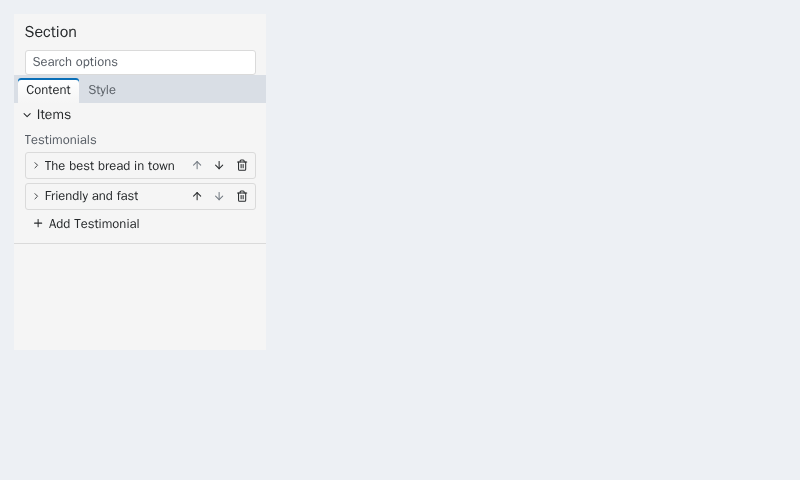 Section
Search options
Content
Style
Items
Testimonials
The best bread in town
Friendly and fast
Add Testimonial